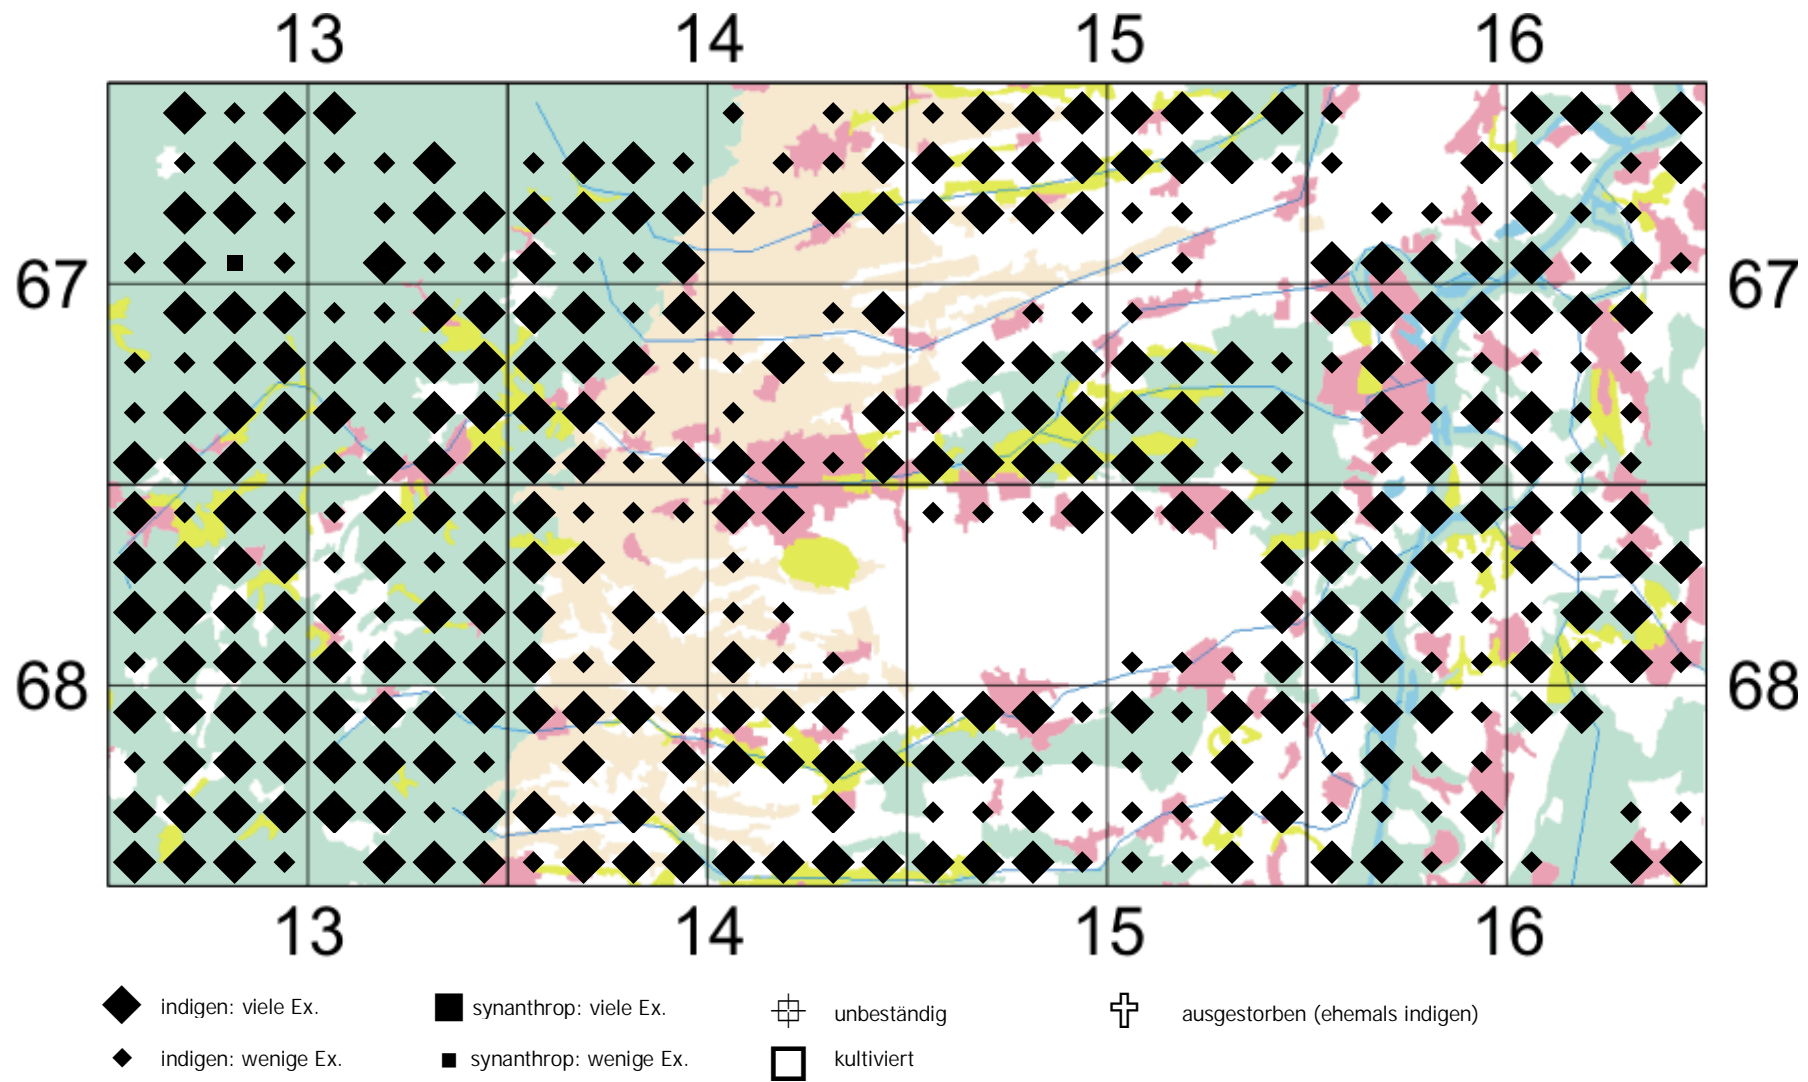 13 14 15 16
67 67
68 68
13 14 15 16
indigen: viele Ex. synanthrop: viele Ex. unbeständig ausgestorben (ehemals indigen)
indigen: wenige Ex. synanthrop: wenige Ex. kultiviert